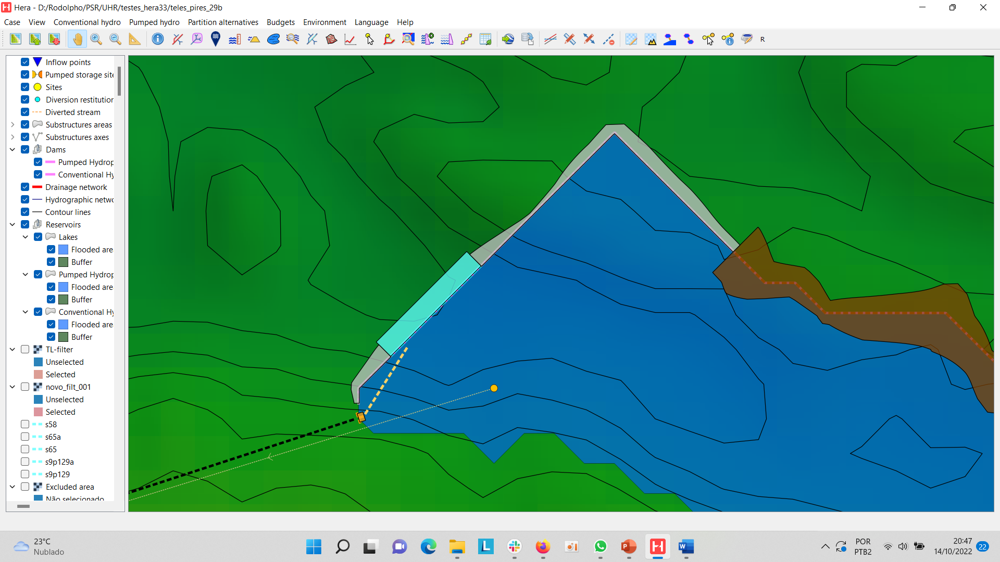 Hera - D:/Rodolpho/PSR/UHR/testes_hera33/teles_pires_29b
Case View Conventional hydro Pumped hydro Partition alternatives Budgets Environment Language Help
R
Inflow points
Pumped storage site
Sites
Diversion restitution
Diverted stream
Substructures areas
Substructures axes
Dams
Pumped Hydrop
Conventional Hy
Drainage network
Hydrographic netwo
Contour lines
Reservoirs
Lakes
Flooded are
Buffer
Pumped Hydrop
Flooded are
Buffer
Conventional Hy
Flooded are
Buffer
TL-filter
Unselected
Selected
novo_filt_001
Unselected
Selected
s58
s65a
s65
s9p129a
s9p129
Excluded area
Não selecionado
23°C
Nublado
POR
PTB2
20:47
14/10/2022
22